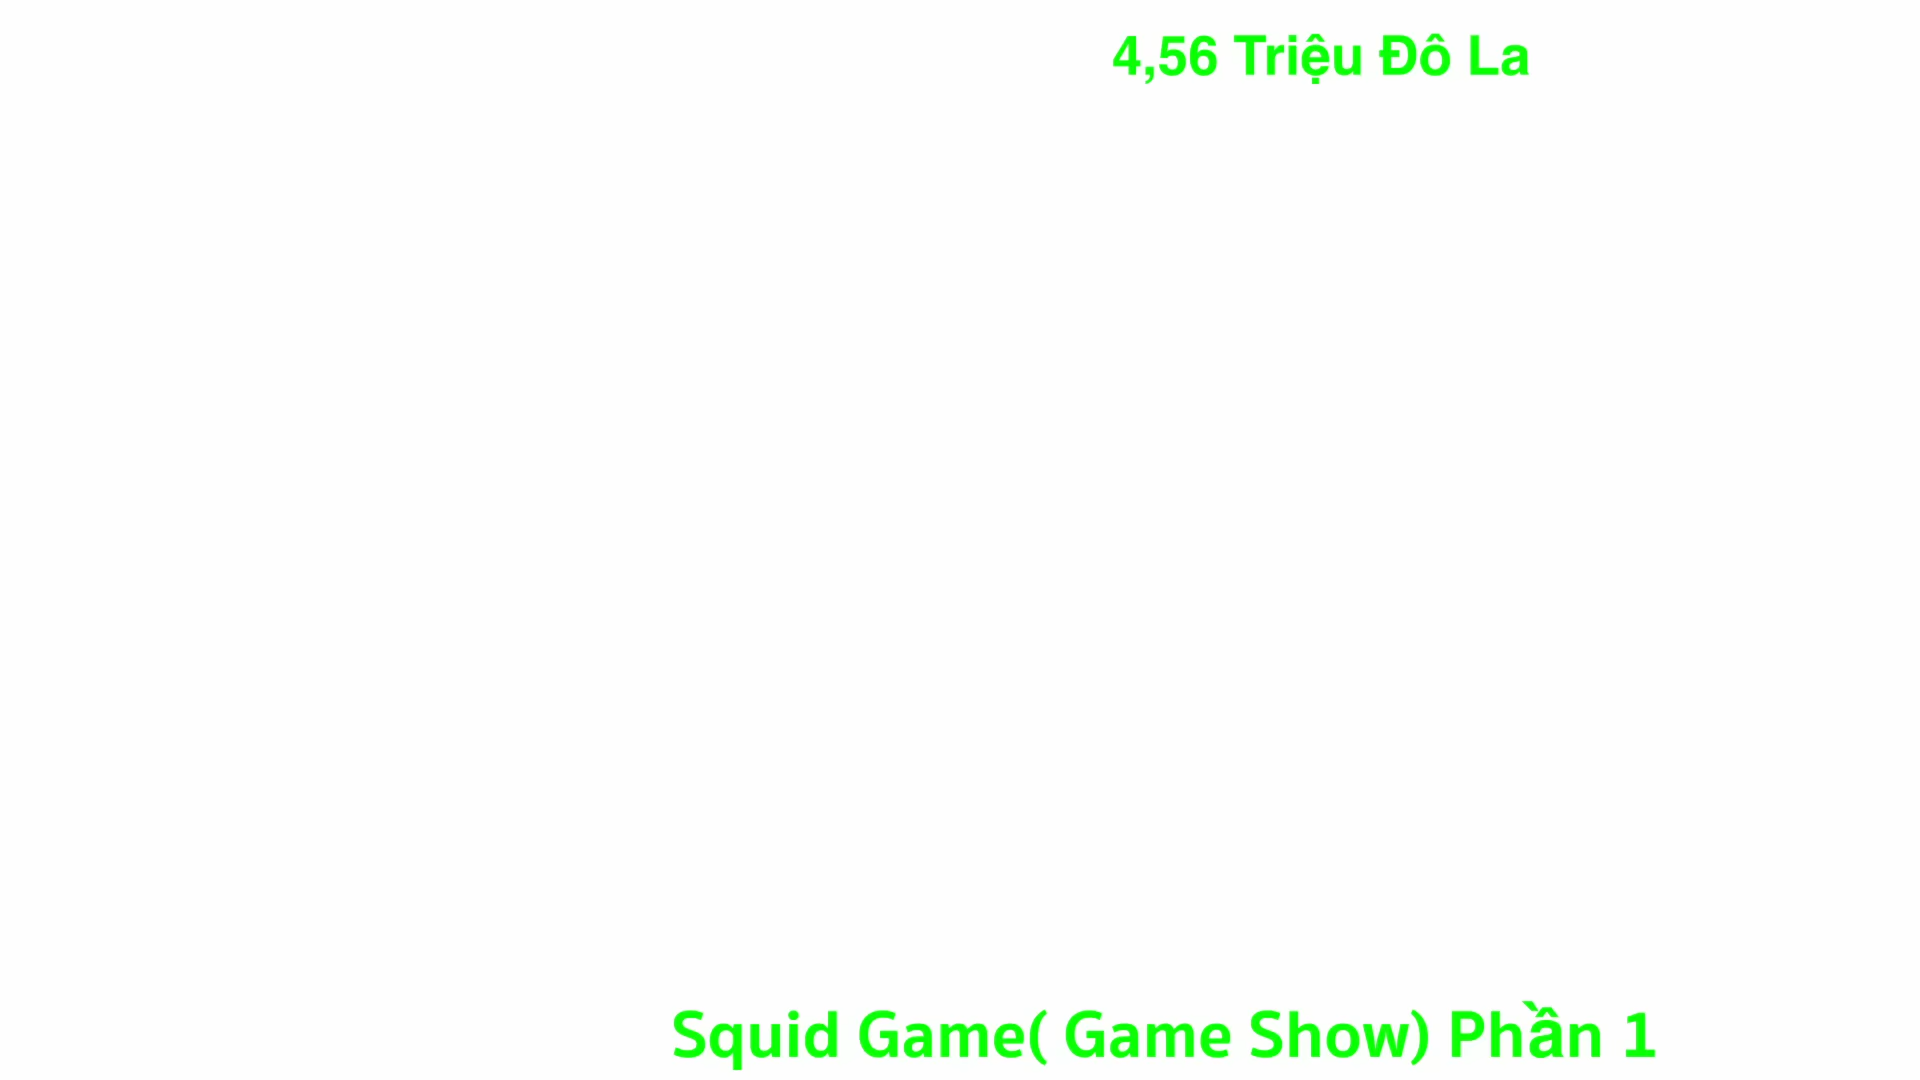 4,56 Triệu Đô La
Squid Game( Game Show) Phần 1